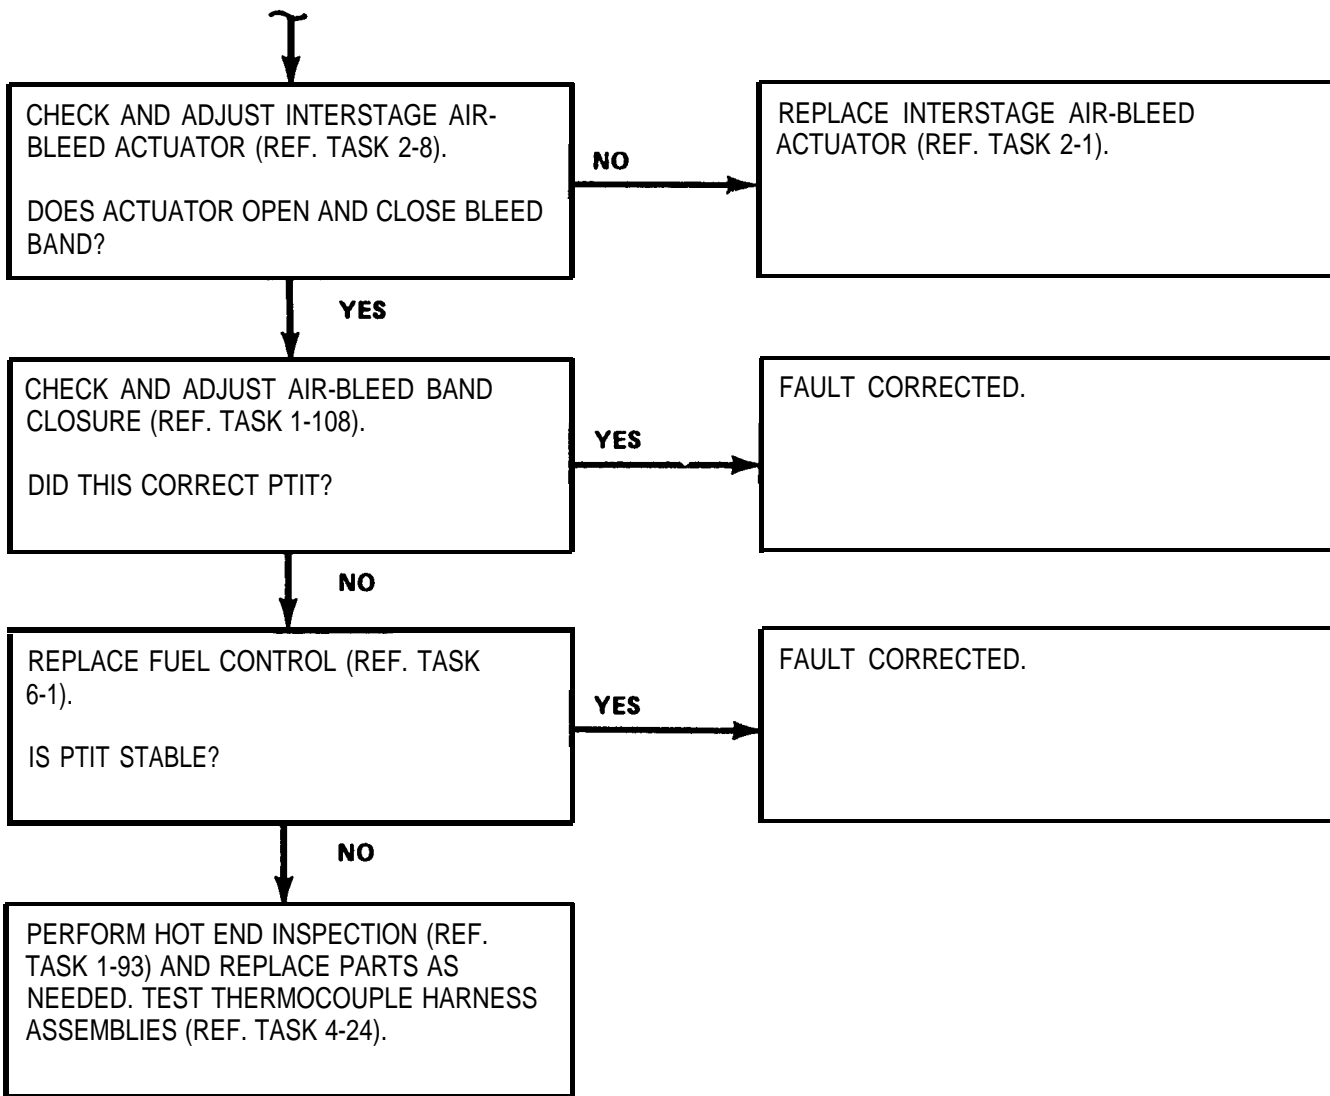 CHECK AND ADJUST INTERSTAGE AIR-
BLEED ACTUATOR (REF. TASK 2-8).
DOES ACTUATOR OPEN AND CLOSE BLEED
BAND?
NO
REPLACE INTERSTAGE AIR-BLEED
ACTUATOR (REF. TASK 2-1).
YES
CHECK AND ADJUST AIR-BLEED BAND
CLOSURE (REF. TASK 1-108).
DID THIS CORRECT PTIT?
YES
FAULT CORRECTED.
NO
REPLACE FUEL CONTROL (REF. TASK
6-1).
IS PTIT STABLE?
YES
FAULT CORRECTED.
NO
PERFORM HOT END INSPECTION (REF.
TASK 1-93) AND REPLACE PARTS AS
NEEDED. TEST THERMOCOUPLE HARNESS
ASSEMBLIES (REF. TASK 4-24).